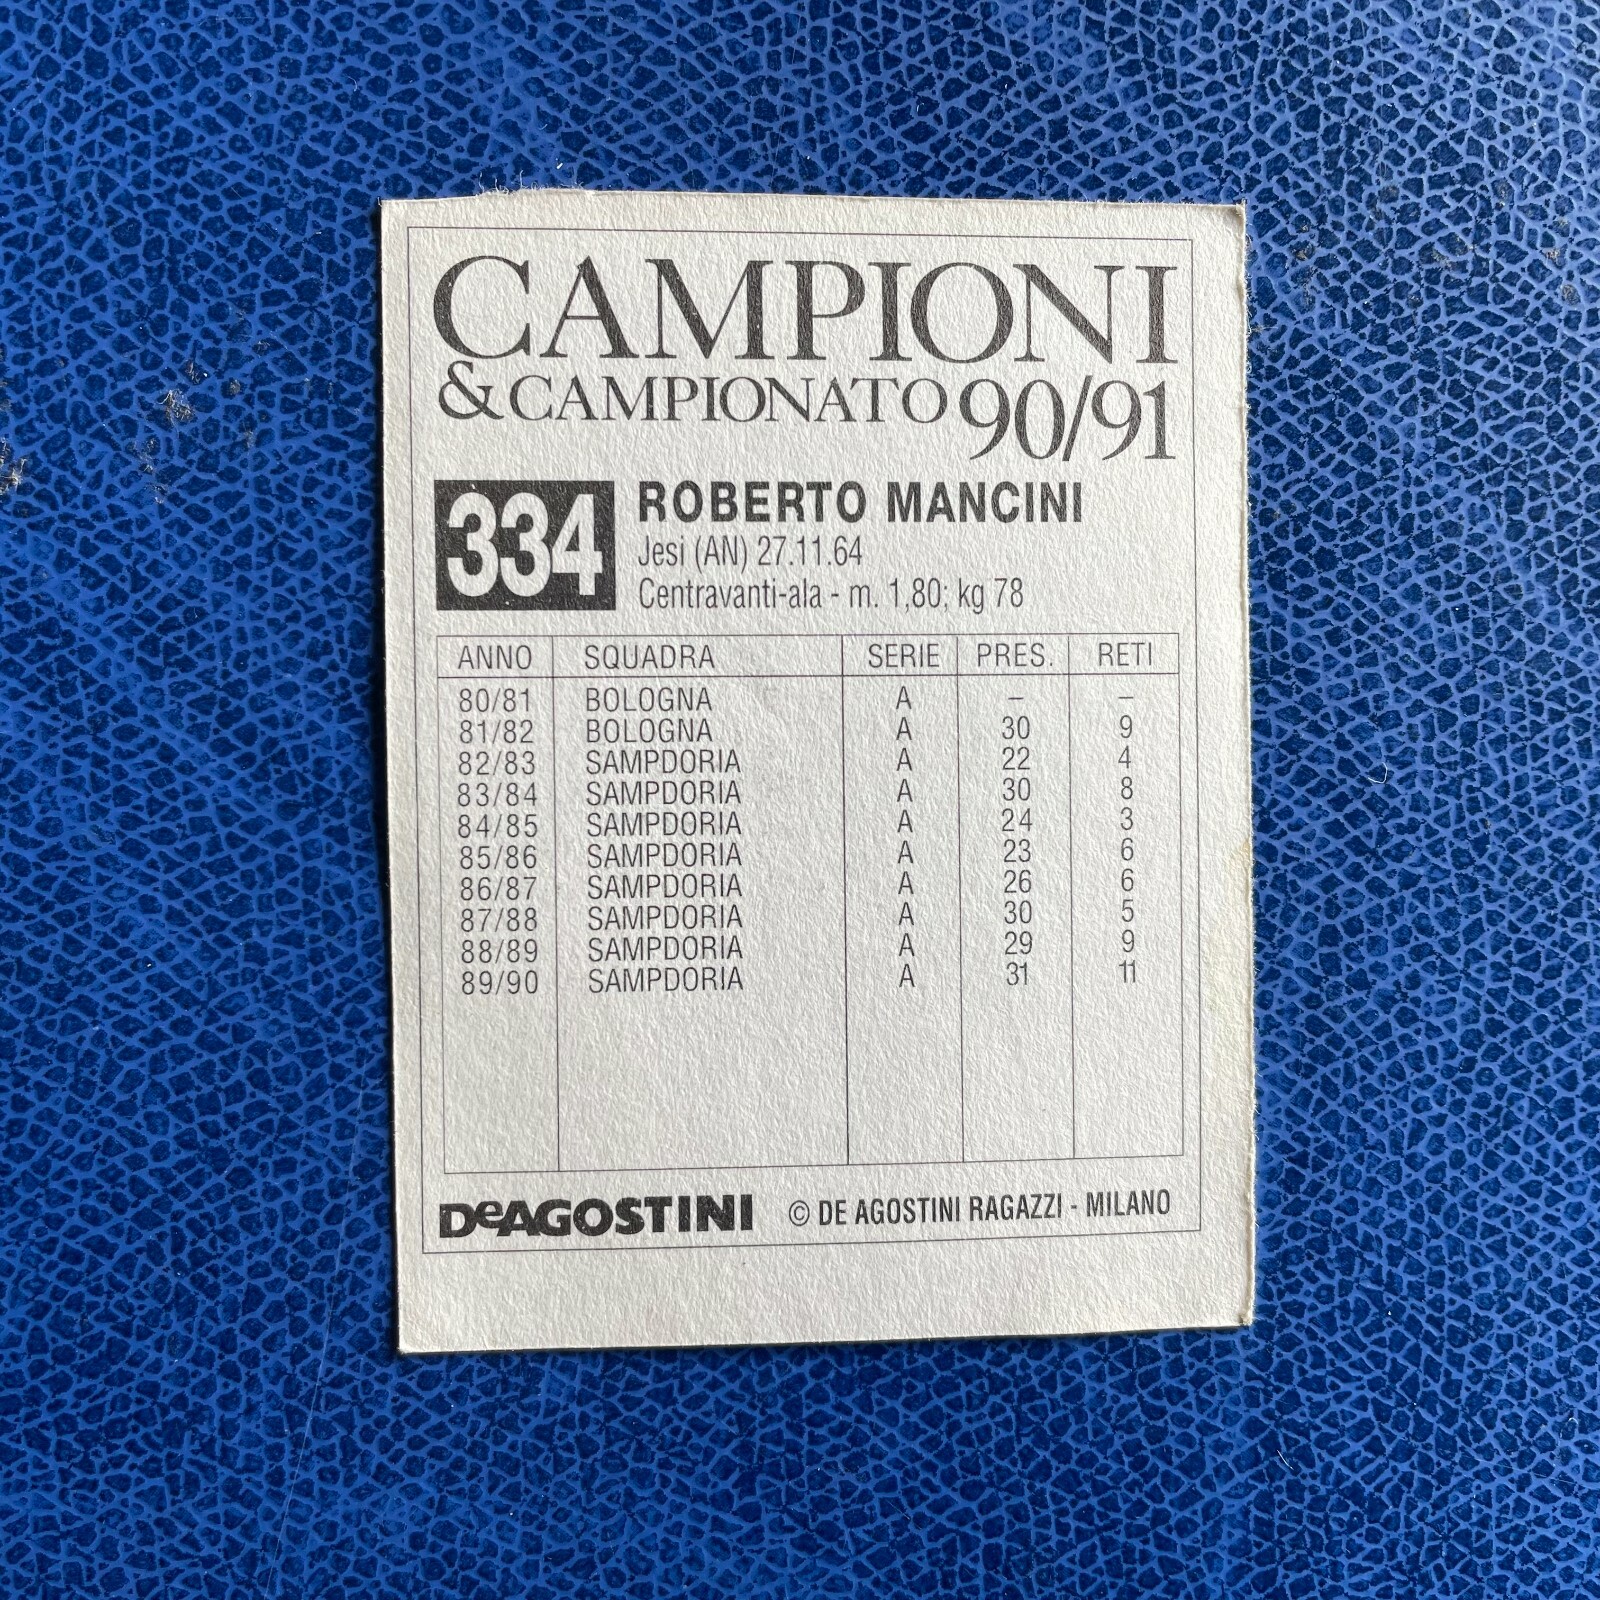 CAMPIONI
& CAMPIONATO 90/91
334 ROBERTO MANCINI
Jesi (AN) 27.11.64
Centravanti-ala - m. 1,80; kg 78
ANNO SQUADRA SERIE PRES. RETI
80/81 BOLOGNA A – –
81/82 BOLOGNA A 30 9
82/83 SAMPDORIA A 22 4
83/84 SAMPDORIA A 30 8
84/85 SAMPDORIA A 24 3
85/86 SAMPDORIA A 23 6
86/87 SAMPDORIA A 26 6
87/88 SAMPDORIA A 30 5
88/89 SAMPDORIA A 29 9
89/90 SAMPDORIA A 31 11
DeAGOSTINI © DE AGOSTINI RAGAZZI - MILANO